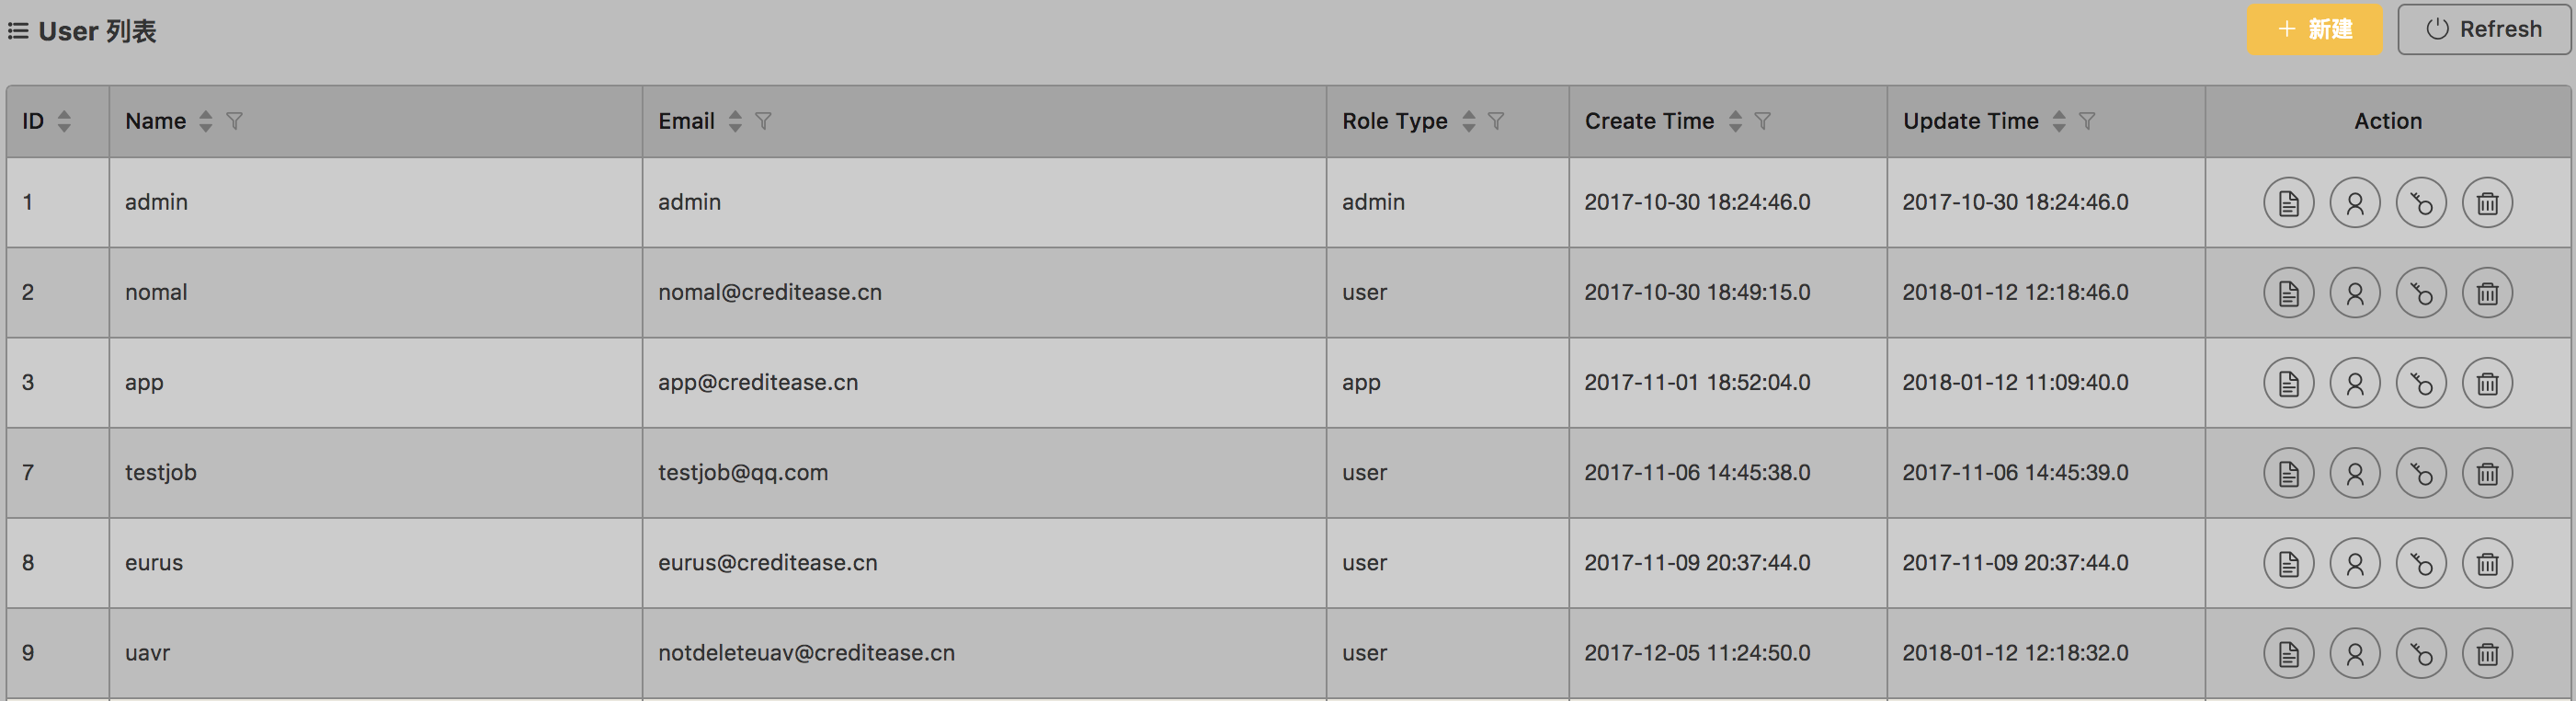 User 列表
新建 Refresh
ID Name Email Role Type Create Time Update Time Action
1 admin admin admin 2017-10-30 18:24:46.0 2017-10-30 18:24:46.0
2 nomal nomal@creditease.cn user 2017-10-30 18:49:15.0 2018-01-12 12:18:46.0
3 app app@creditease.cn app 2017-11-01 18:52:04.0 2018-01-12 11:09:40.0
7 testjob testjob@qq.com user 2017-11-06 14:45:38.0 2017-11-06 14:45:39.0
8 eurus eurus@creditease.cn user 2017-11-09 20:37:44.0 2017-11-09 20:37:44.0
9 uavr notdeleteuav@creditease.cn user 2017-12-05 11:24:50.0 2018-01-12 12:18:32.0